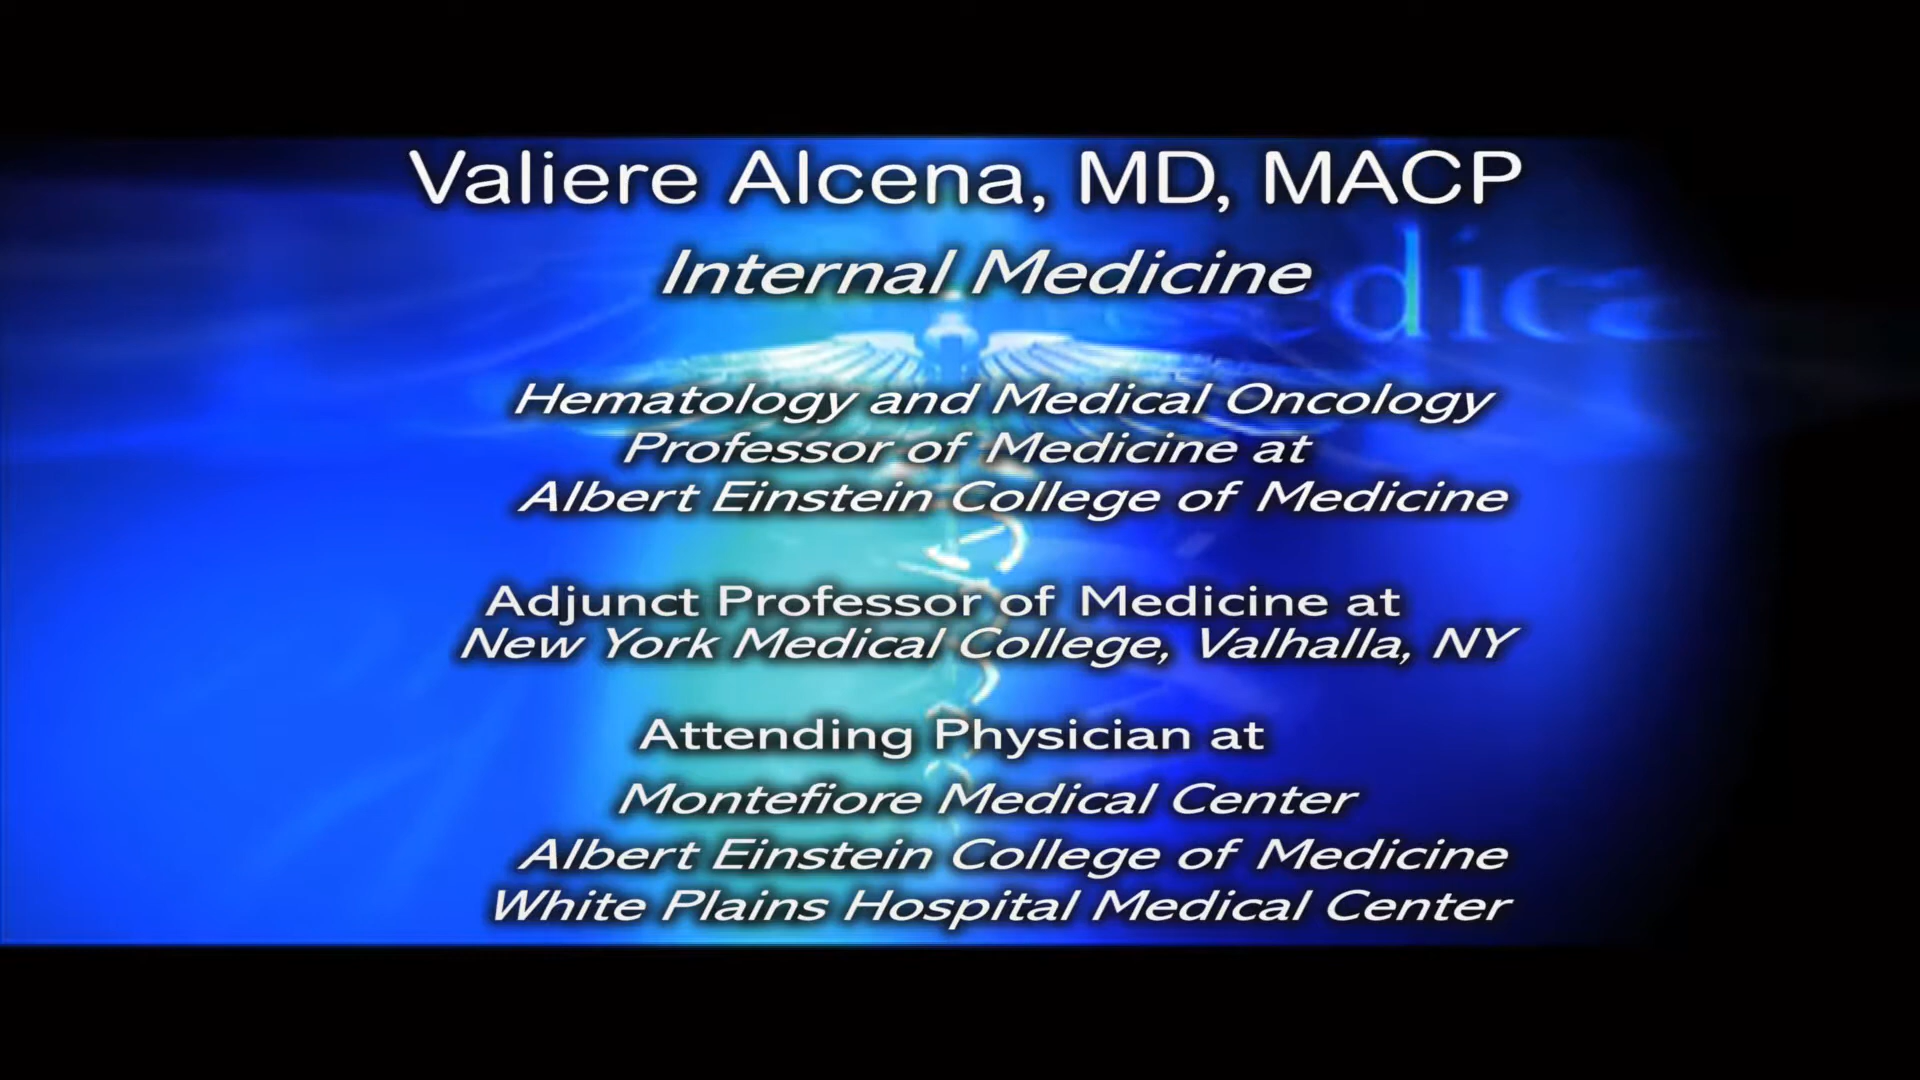 Valiere Alcena, MD, MACP
Internal Medicine
dica
Hematology and Medical Oncology
Professor of Medicine at
Albert Einstein College of Medicine
Adjunct Professor of Medicine at
New York Medical College, Valhalla, NY
Attending Physician at
Montefiore Medical Center
Albert Einstein College of Medicine
White Plains Hospital Medical Center